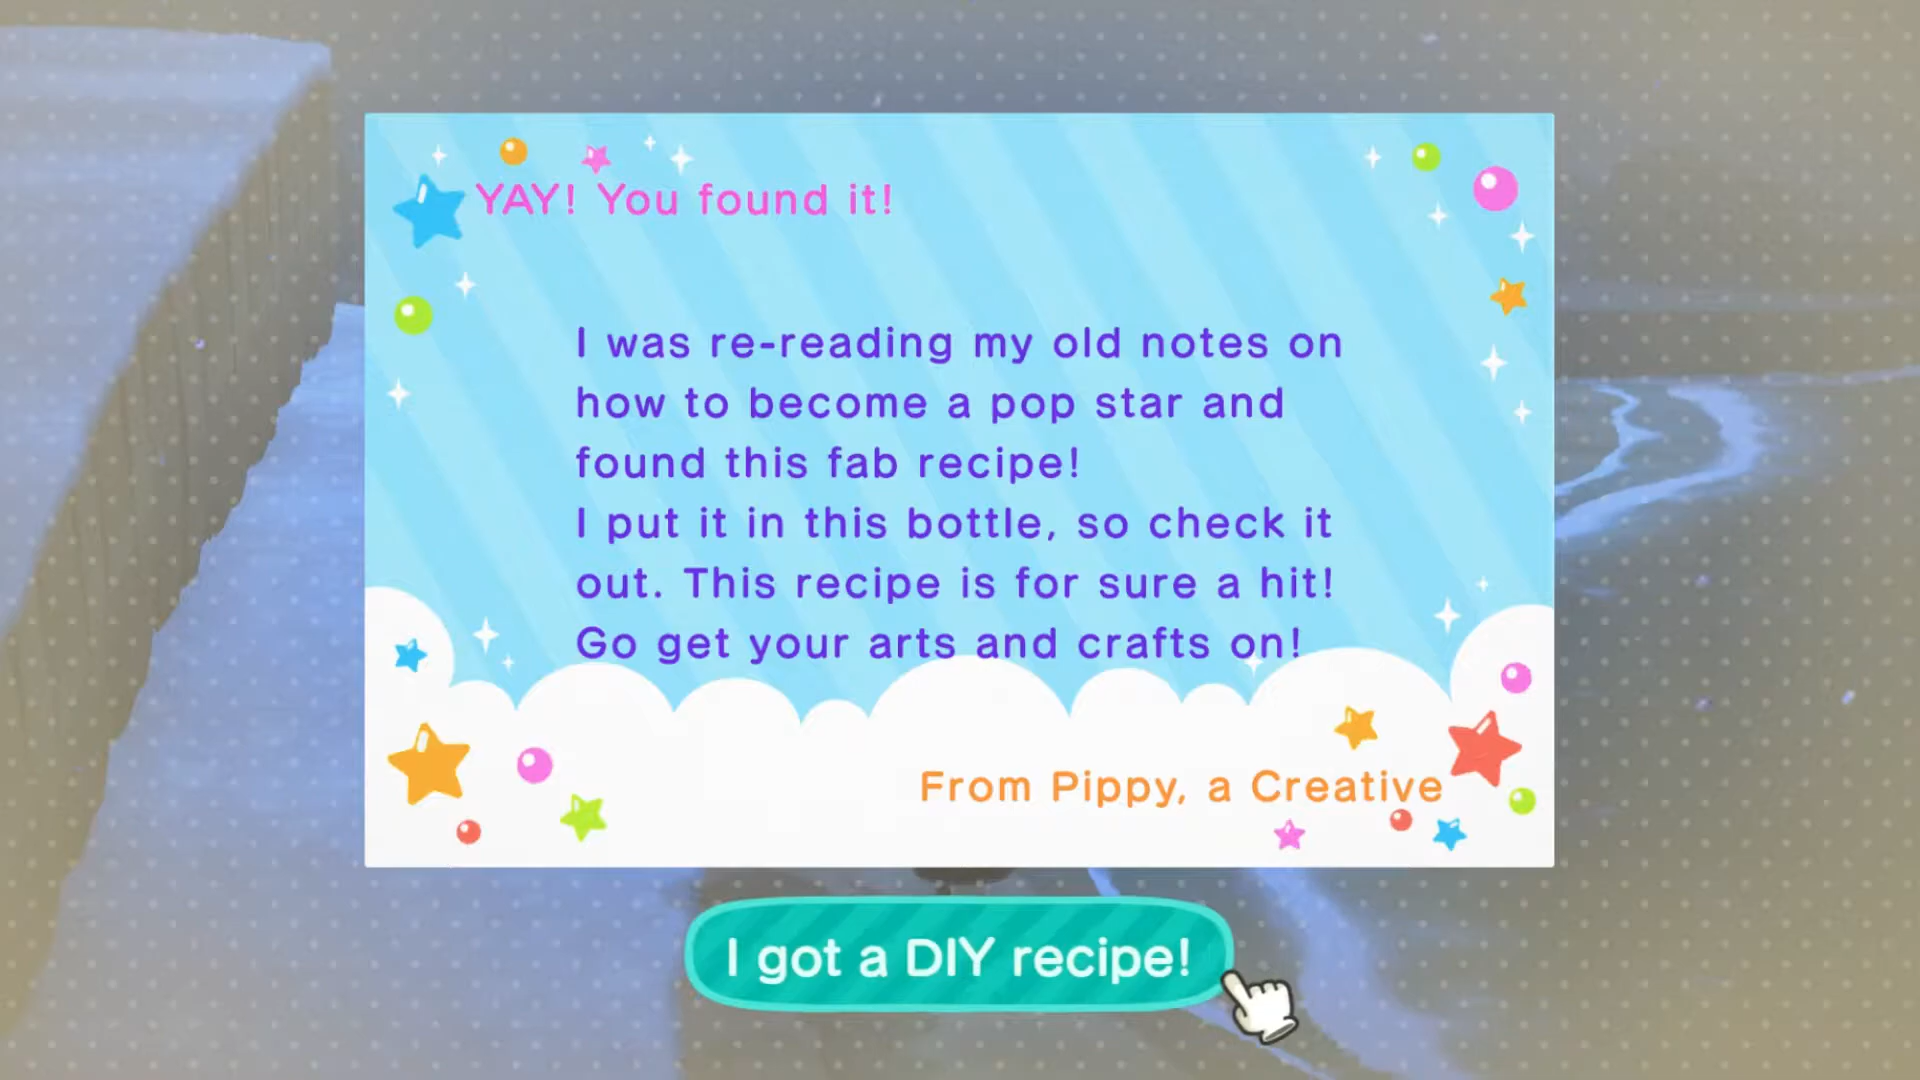 YAY! You found it!
I was re-reading my old notes on
how to become a pop star and
found this fab recipe!
I put it in this bottle, so check it
out. This recipe is for sure a hit!
Go get your arts and crafts on!
From Pippy, a Creative
I got a DIY recipe!